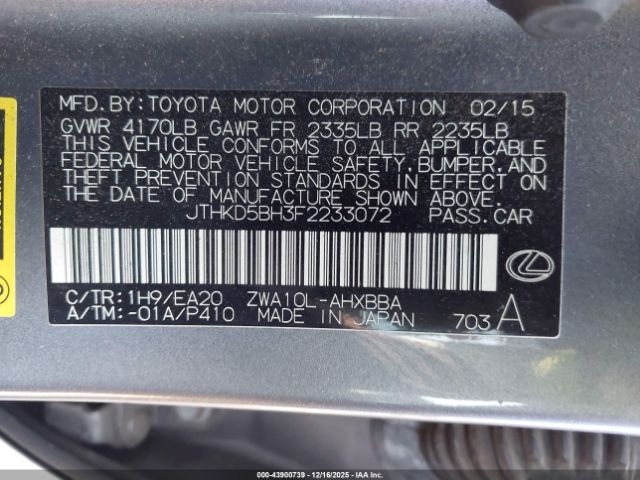 MFD.BY: TOYOTA MOTOR CORPORATION 02/15
GVWR 4170LB GAWR FR 2335LB RR 2235LB
THIS VEHICLE CONFORMS TO ALL APPLICABLE
FEDERAL MOTOR VEHICLE SAFETY, BUMPER, AND
THEFT PREVENTION STANDARDS IN EFFECT ON
THE DATE OF MANUFACTURE SHOWN ABOVE.
JTHKD5BH3F2233072 PASS.CAR
C/TR: 1H9/EA20 ZWA10L-AHXBBA
A/TM: -01A/P410 MADE IN JAPAN 703 A
000-43900739 - 12/16/2025 - IAA Inc.